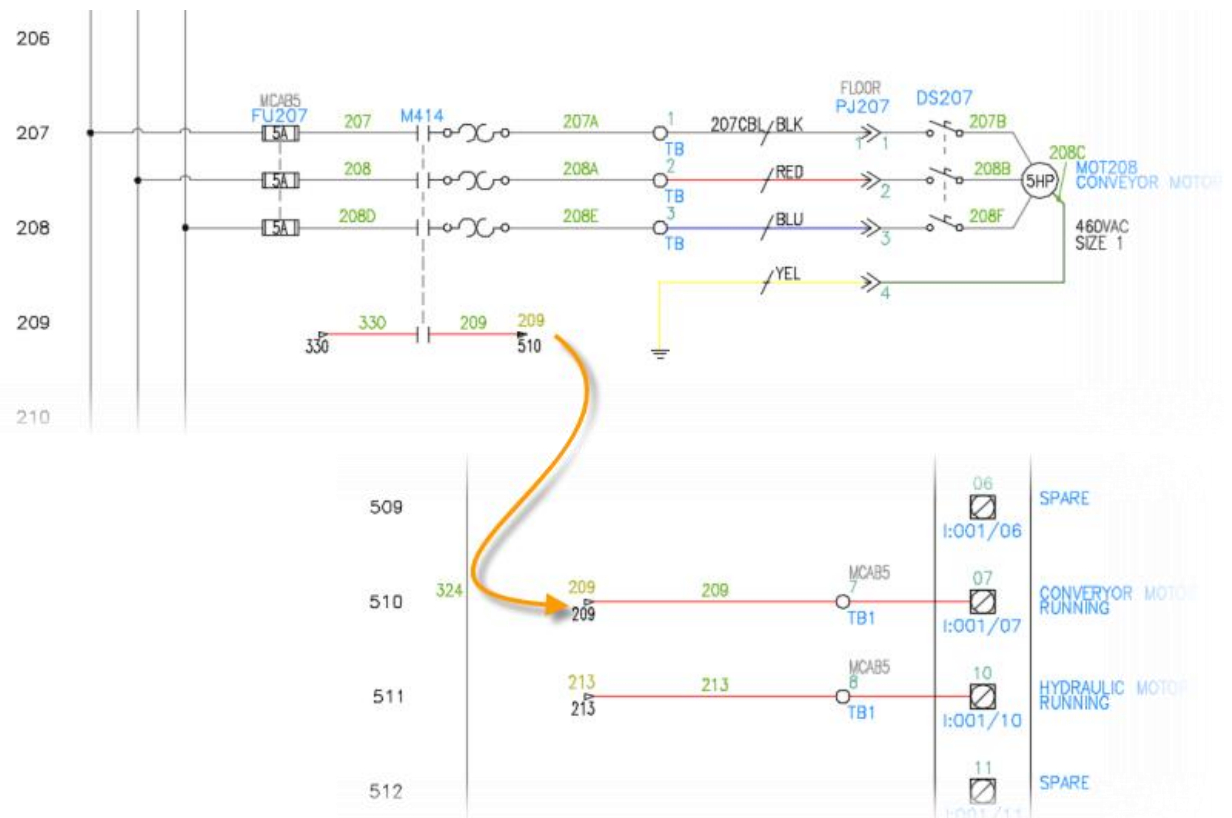 206
MCAB5
FLOOR
FU207
M414
PJ207
DS207
207
5A
207
207A
1
TB
207CBL
BLK
1
1
207B
208
5A
208A
2
TB
RED
2
208B
208C
5HP
MOT208
CONVEYOR MOTOR
208
5A
208D
208E
3
TB
BLU
3
208F
460VAC
SIZE 1
YEL
4
209
330
330
209
209
510
210
509
06
I:001/06
SPARE
510
324
209
209
209
MCAB5
7
TB1
07
I:001/07
CONVERYOR MOTOR
RUNNING
511
213
213
213
MCAB5
8
TB1
10
I:001/10
HYDRAULIC MOTOR
RUNNING
512
11
I:001/11
SPARE